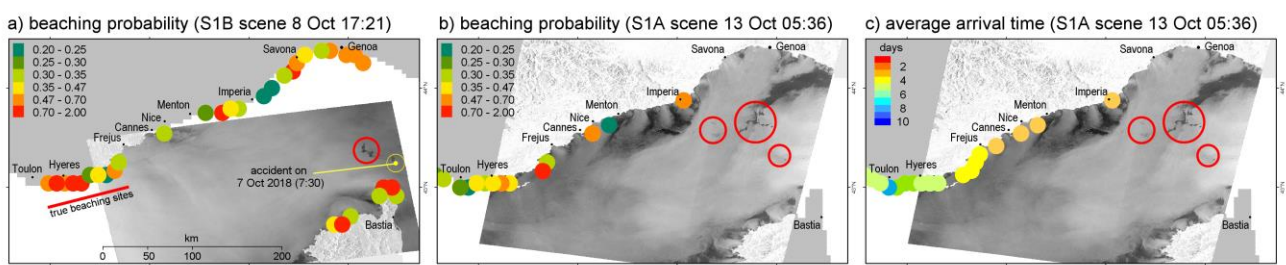 a) beaching probability (S1B scene 8 Oct 17:21)
0.20 - 0.25
0.25 - 0.30
0.30 - 0.35
0.35 - 0.47
0.47 - 0.70
0.70 - 2.00
Savona
Genoa
Imperia
Menton
Nice
Cannes
Frejus
Hyeres
Toulon
true beaching sites
accident on
7 Oct 2018 (7:30)
Bastia
km
0 50 100 200
b) beaching probability (S1A scene 13 Oct 05:36)
0.20 - 0.25
0.25 - 0.30
0.30 - 0.35
0.35 - 0.47
0.47 - 0.70
0.70 - 2.00
Savona
Genoa
Imperia
Menton
Nice
Cannes
Frejus
Hyeres
Toulon
Bastia
c) average arrival time (S1A scene 13 Oct 05:36)
days
2
4
6
8
10
Savona
Genoa
Imperia
Menton
Nice
Cannes
Frejus
Hyeres
Toulon
Bastia